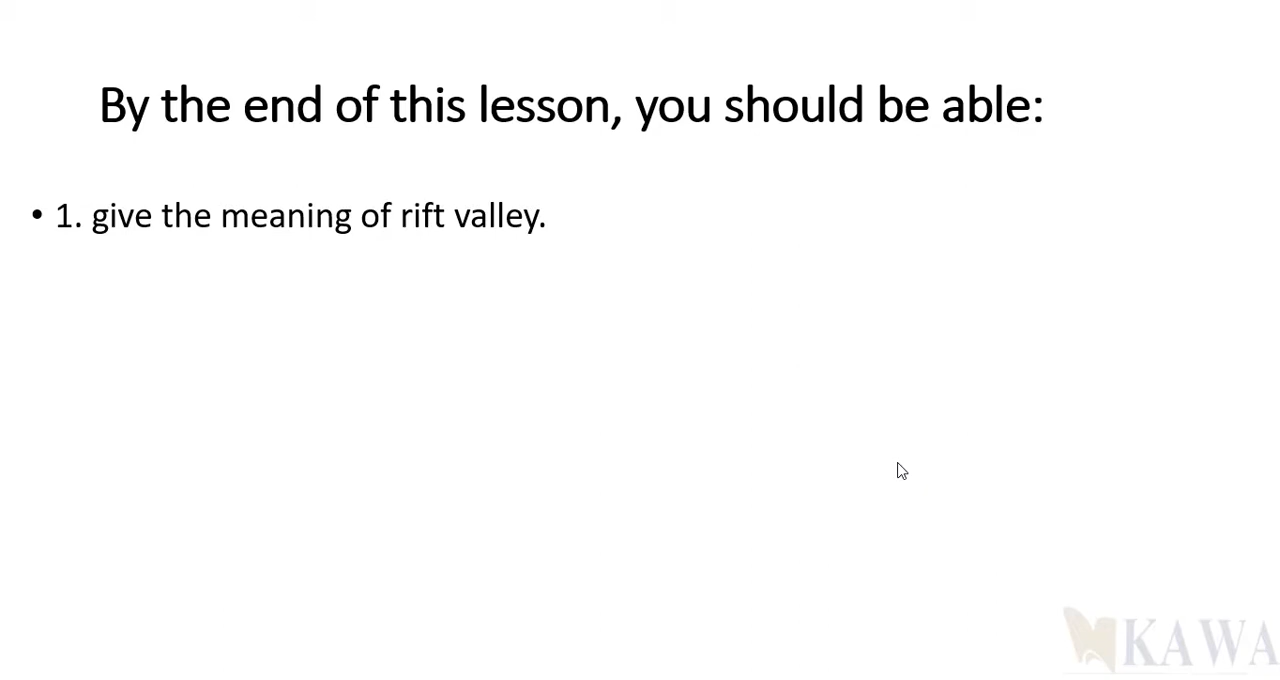 By the end of this lesson, you should be able:
• 1. give the meaning of rift valley.
KAWA